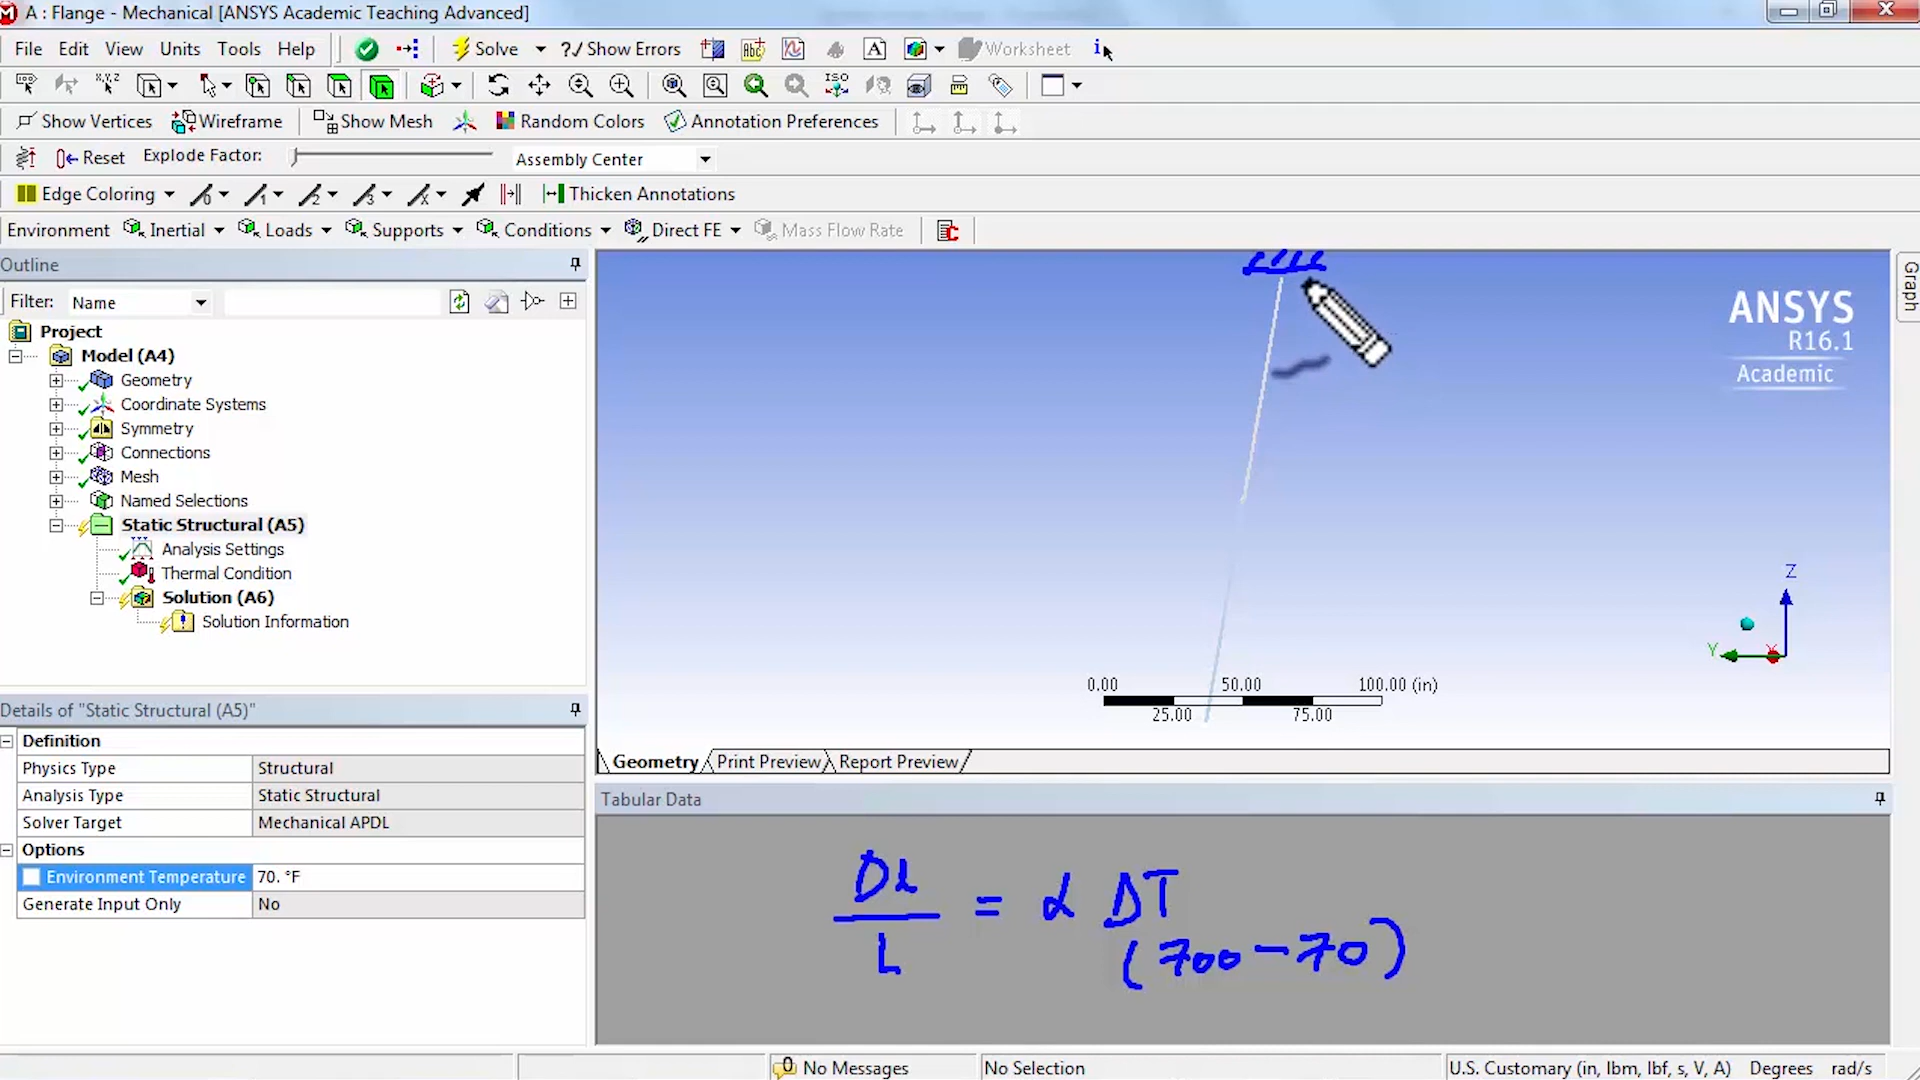 A : Flange - Mechanical [ANSYS Academic Teaching Advanced]
File Edit View Units Tools Help Solve ?/ Show Errors Worksheet
Show Vertices Wireframe Show Mesh Random Colors Annotation Preferences
Reset Explode Factor: Assembly Center
Edge Coloring Thicken Annotations
Environment Inertial Loads Supports Conditions Direct FE Mass Flow Rate
Outline
Filter: Name
Project
Model (A4)
Geometry
Coordinate Systems
Symmetry
Connections
Mesh
Named Selections
Static Structural (A5)
Analysis Settings
Thermal Condition
Solution (A6)
Solution Information
Details of "Static Structural (A5)"
Definition
Physics Type Structural
Analysis Type Static Structural
Solver Target Mechanical APDL
Options
Environment Temperature 70. °F
Generate Input Only No
Graph
ANSYS
R16.1
Academic
Z
Y
X
0.00 50.00 100.00 (in)
25.00 75.00
Geometry Print Preview Report Preview
Tabular Data
Δl
L
= α ΔT
(700-70)
No Messages No Selection U.S. Customary (in, lbm, lbf, s, V, A) Degrees rad/s